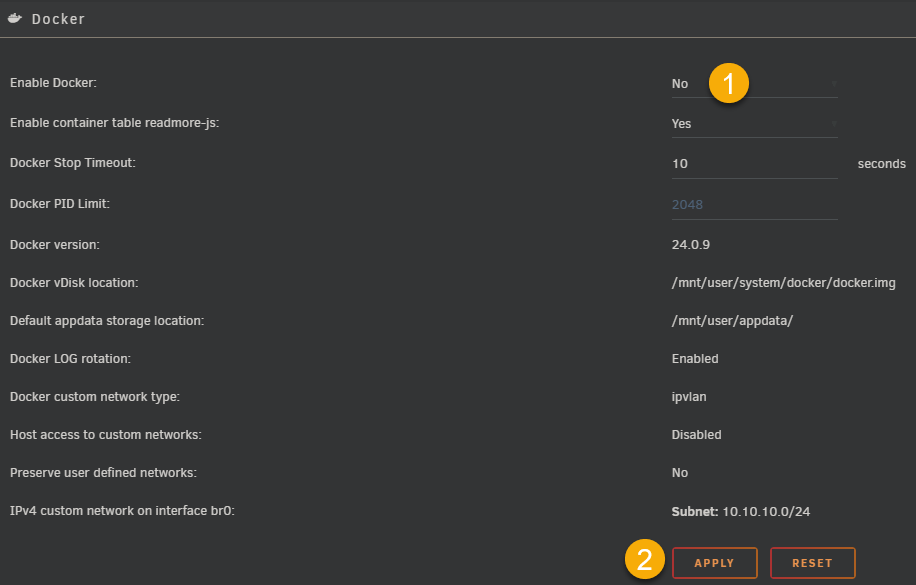 Docker
Enable Docker: No 1
Enable container table readmore-js: Yes
Docker Stop Timeout: 10 seconds
Docker PID Limit: 2048
Docker version: 24.0.9
Docker vDisk location: /mnt/user/system/docker/docker.img
Default appdata storage location: /mnt/user/appdata/
Docker LOG rotation: Enabled
Docker custom network type: ipvlan
Host access to custom networks: Disabled
Preserve user defined networks: No
IPv4 custom network on interface br0: Subnet: 10.10.10.0/24
2 APPLY RESET